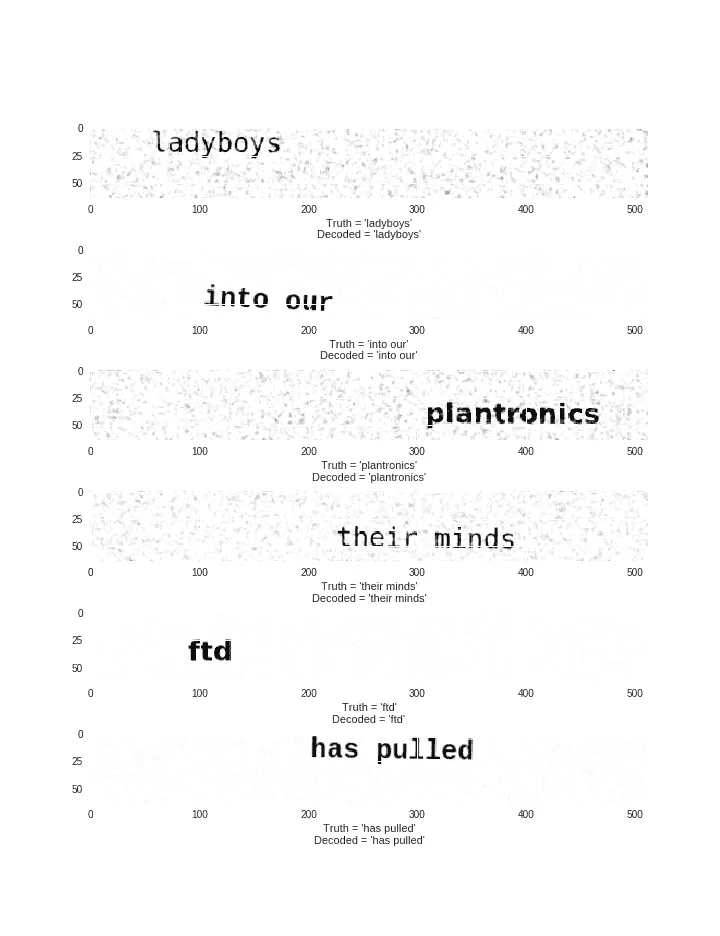 0
ladyboys
25
50
0 100 200 300 400 500
Truth = 'ladyboys'
Decoded = 'ladyboys'
0
25
into our
50
0 100 200 300 400 500
Truth = 'into our'
Decoded = 'into our'
0
25
plantronics
50
0 100 200 300 400 500
Truth = 'plantronics'
Decoded = 'plantronics'
0
25
their minds
50
0 100 200 300 400 500
Truth = 'their minds'
Decoded = 'their minds'
0
25
ftd
50
0 100 200 300 400 500
Truth = 'ftd'
Decoded = 'ftd'
0
has pulled
25
50
0 100 200 300 400 500
Truth = 'has pulled'
Decoded = 'has pulled'